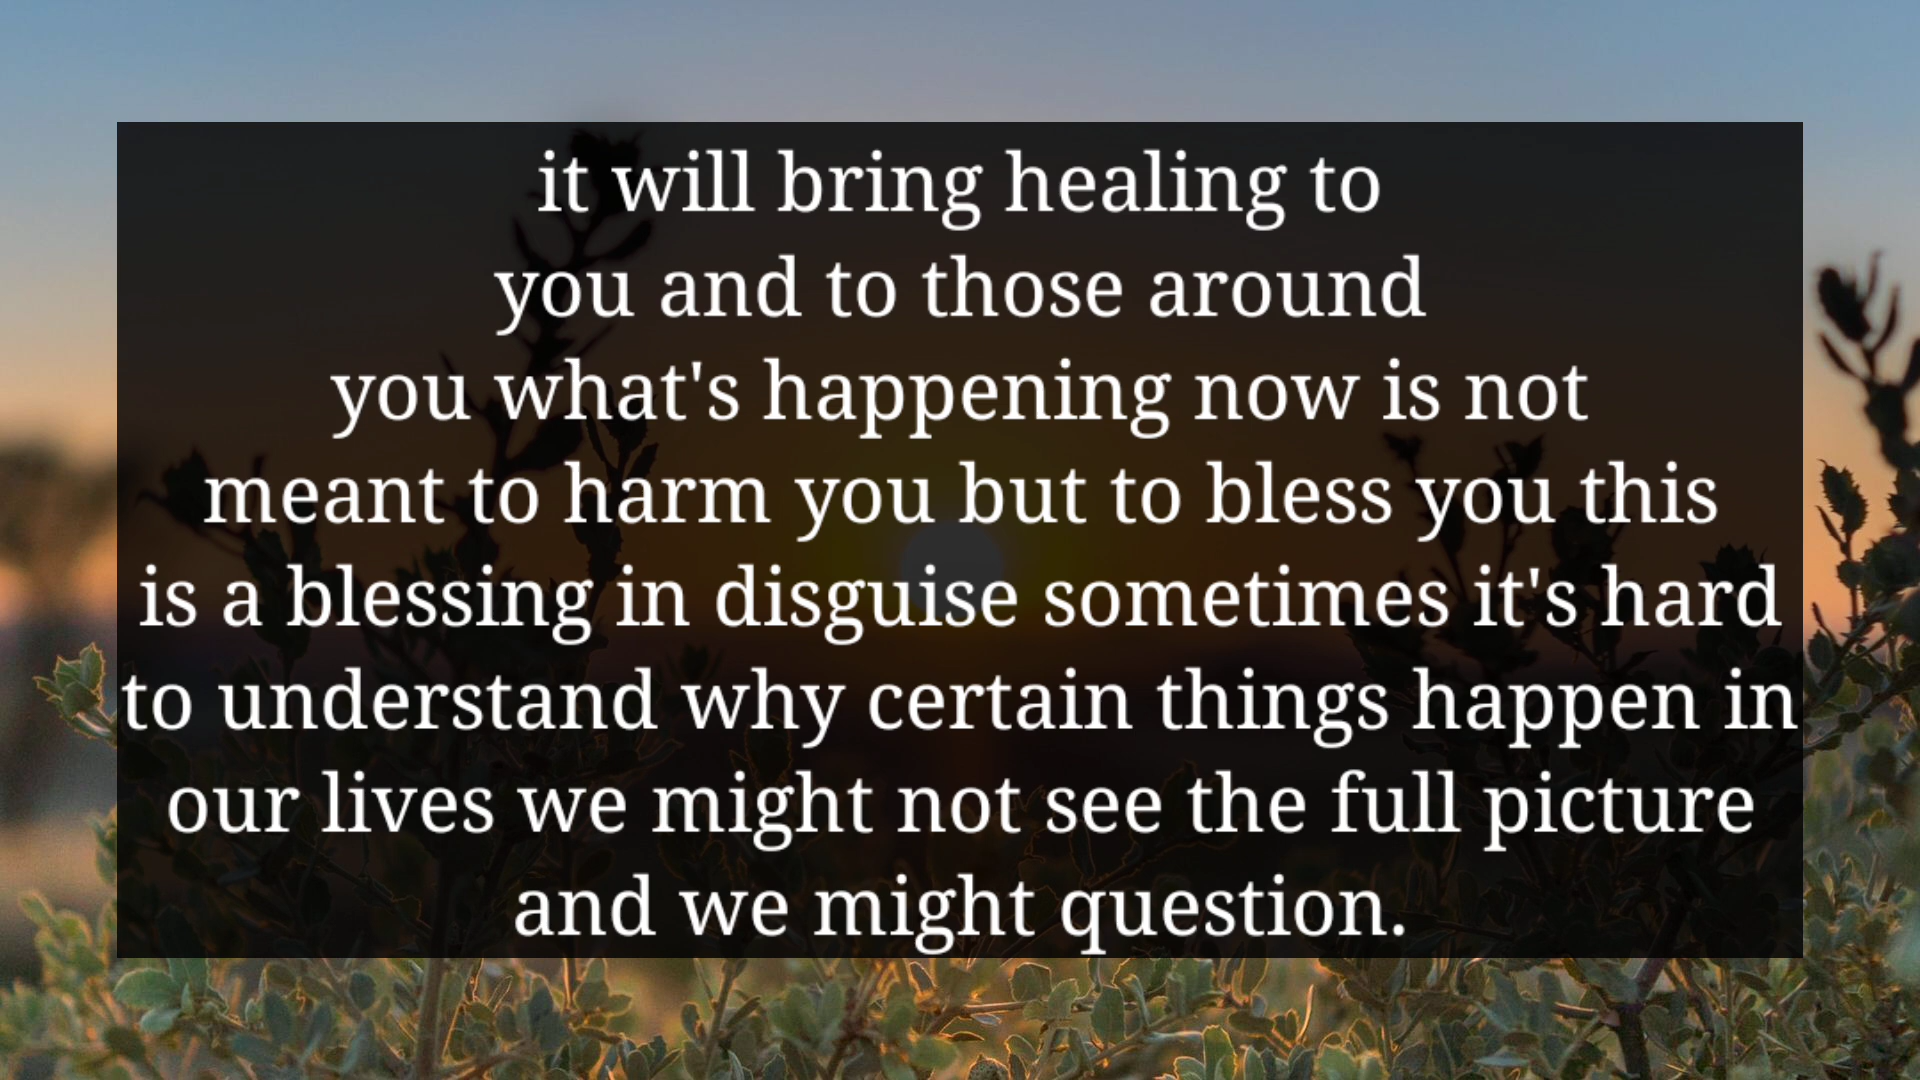 it will bring healing to
you and to those around
you what's happening now is not
meant to harm you but to bless you this
is a blessing in disguise sometimes it's hard
to understand why certain things happen in
our lives we might not see the full picture
and we might question.